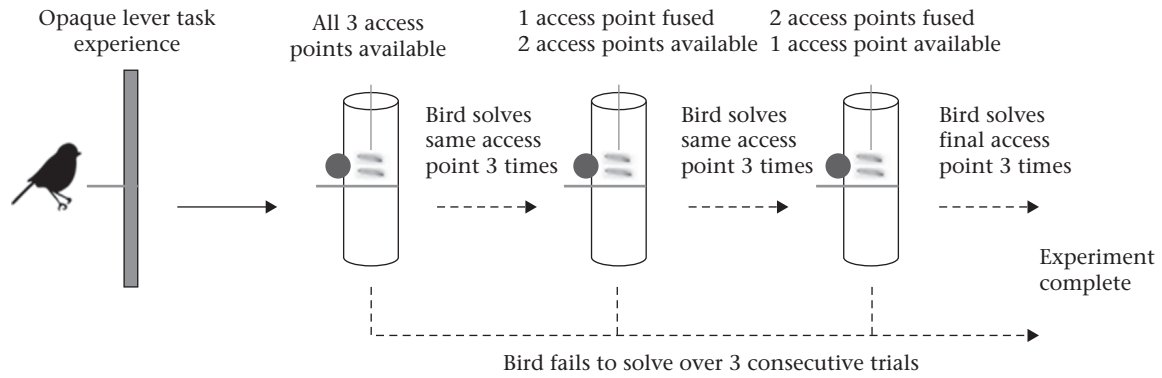 Opaque lever task
experience
All 3 access
points available
1 access point fused
2 access points available
2 access points fused
1 access point available
Bird solves
same access
point 3 times
Bird solves
same access
point 3 times
Bird solves
final access
point 3 times
Experiment
complete
Bird fails to solve over 3 consecutive trials